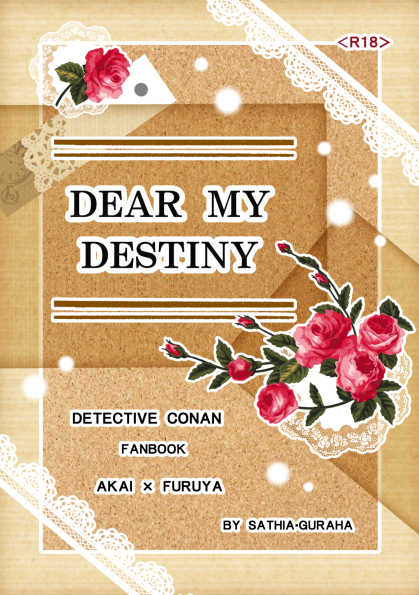 <R18>
DEAR MY
DESTINY
DETECTIVE CONAN
FANBOOK
AKAI × FURUYA
BY SATHIA·GURAHA